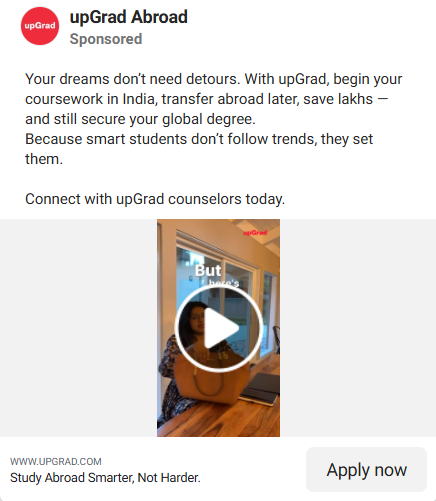 upGrad
upGrad Abroad
Sponsored
Your dreams don't need detours. With upGrad, begin your
coursework in India, transfer abroad later, save lakhs —
and still secure your global degree.
Because smart students don't follow trends, they set
them.
Connect with upGrad counselors today.
upGrad
But
here's
is
WWW.UPGRAD.COM
Study Abroad Smarter, Not Harder.
Apply now